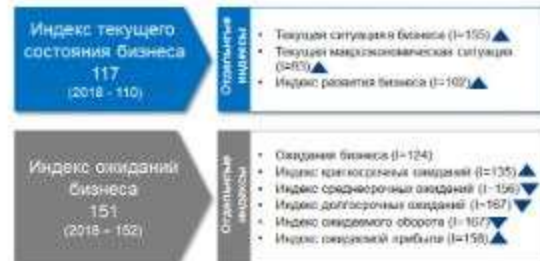 Индекс текущего
состояния бизнеса
117
(2018 - 110)
Отдельные
индексы
• Текущая ситуация в бизнесе (I=155)
• Текущая макроэкономическая ситуация
(I=93)
• Индекс развития бизнеса (I=102)
Индекс ожиданий
бизнеса
151
(2018 – 152)
Отдельные
индексы
• Ожидания бизнеса (I=124)
• Индекс краткосрочных ожиданий (I=135)
• Индекс среднесрочных ожиданий (I=156)
• Индекс долгосрочных ожиданий (I=167)
• Индекс ожидаемого оборота (I=167)
• Индекс ожидаемой прибыли (I=158)